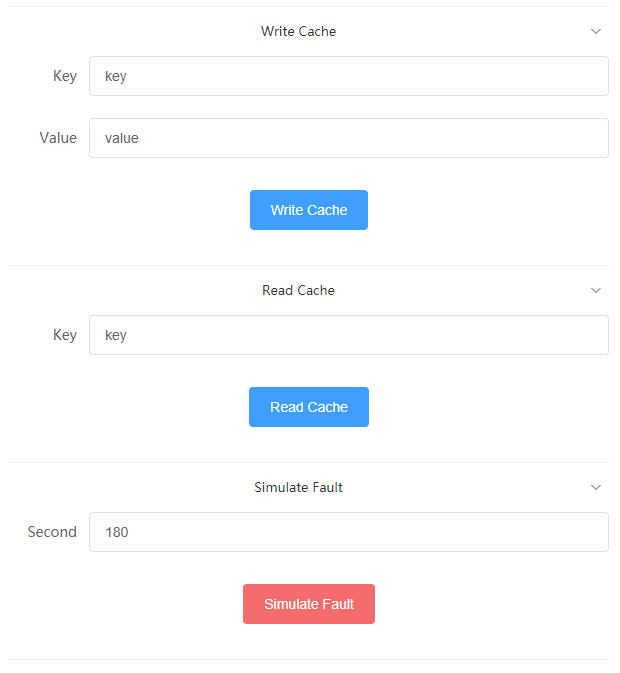 Write Cache
Key key
Value value
Write Cache
Read Cache
Key key
Read Cache
Simulate Fault
Second 180
Simulate Fault